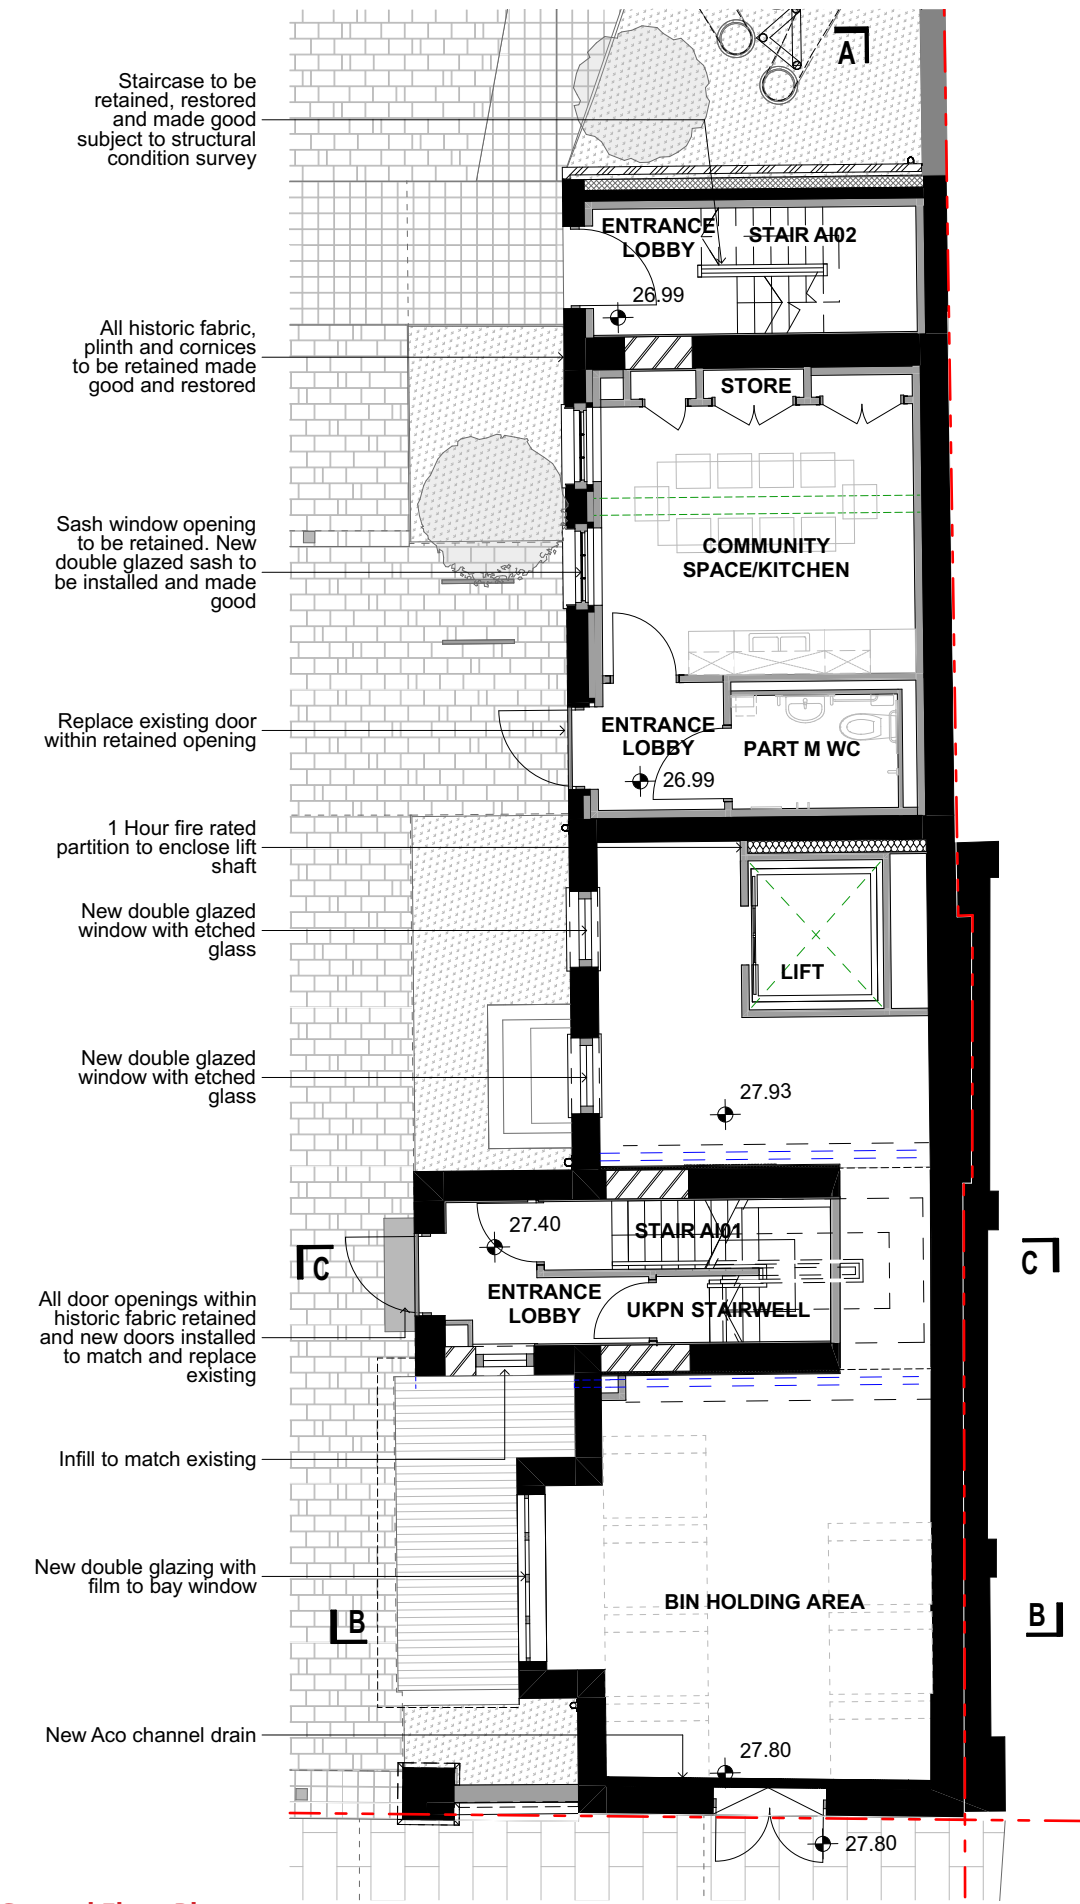 A
Staircase to be
retained, restored
and made good
subject to structural
condition survey
ENTRANCE
LOBBY
STAIR AI02
26.99
All historic fabric,
plinth and cornices
to be retained made
good and restored
STORE
Sash window opening
to be retained. New
double glazed sash to
be installed and made
good
COMMUNITY
SPACE/KITCHEN
Replace existing door
within retained opening
ENTRANCE
LOBBY
PART M WC
26.99
1 Hour fire rated
partition to enclose lift
shaft
New double glazed
window with etched
glass
LIFT
New double glazed
window with etched
glass
27.93
27.40
STAIR AI01
C
C
All door openings within
historic fabric retained
and new doors installed
to match and replace
existing
ENTRANCE
LOBBY
UKPN STAIRWELL
Infill to match existing
New double glazing with
film to bay window
BIN HOLDING AREA
B
B
New Aco channel drain
27.80
27.80